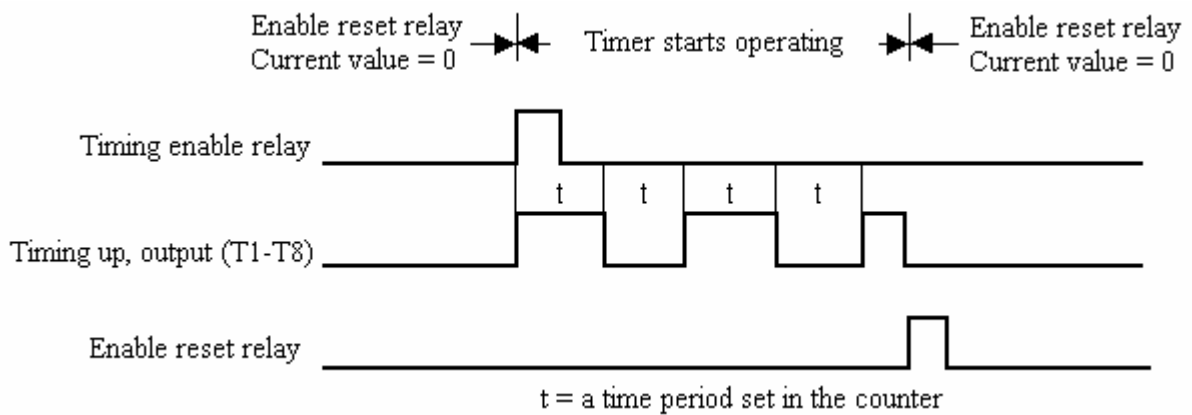 Enable reset relay
Current value = 0
Timer starts operating
Enable reset relay
Current value = 0
Timing enable relay
t
t
t
t
Timing up, output (T1-T8)
Enable reset relay
t = a time period set in the counter